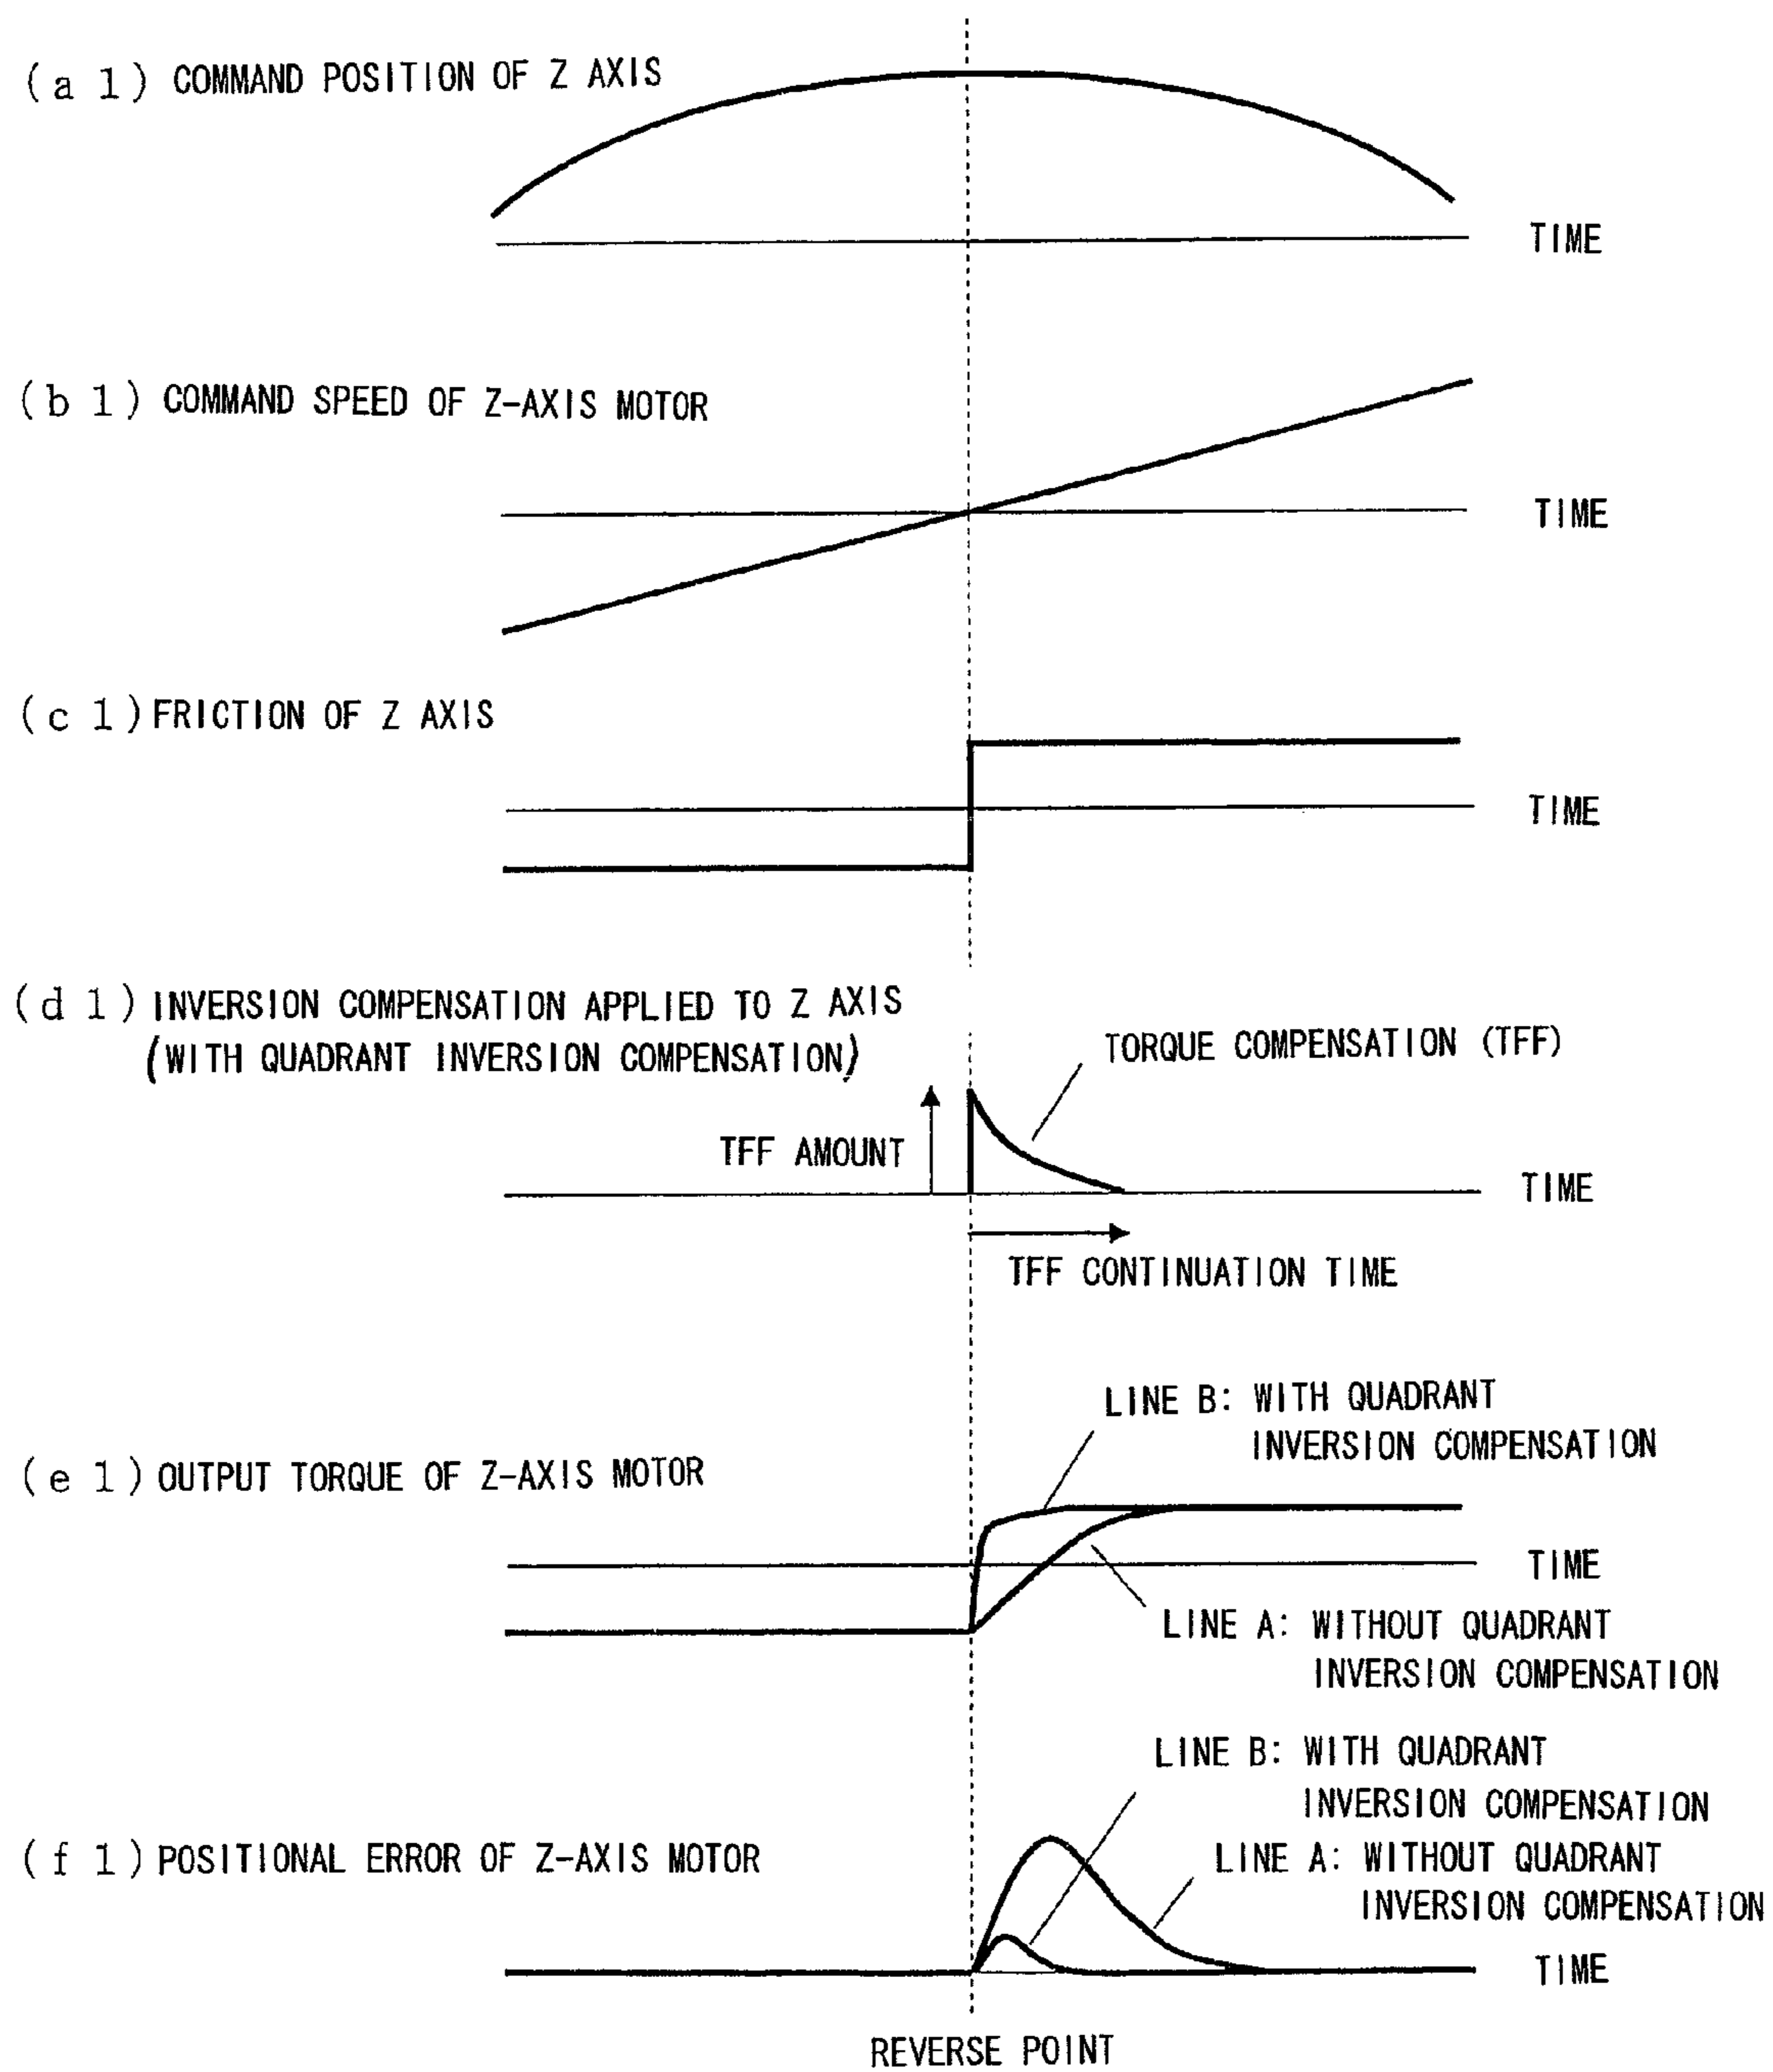 (a 1) COMMAND POSITION OF Z AXIS
TIME
(b 1) COMMAND SPEED OF Z-AXIS MOTOR
TIME
(c 1) FRICTION OF Z AXIS
TIME
(d 1) INVERSION COMPENSATION APPLIED TO Z AXIS
(WITH QUADRANT INVERSION COMPENSATION)
TORQUE COMPENSATION (TFF)
TFF AMOUNT
TIME
TFF CONTINUATION TIME
LINE B: WITH QUADRANT
INVERSION COMPENSATION
(e 1) OUTPUT TORQUE OF Z-AXIS MOTOR
TIME
LINE A: WITHOUT QUADRANT
INVERSION COMPENSATION
LINE B: WITH QUADRANT
INVERSION COMPENSATION
(f 1) POSITIONAL ERROR OF Z-AXIS MOTOR
LINE A: WITHOUT QUADRANT
INVERSION COMPENSATION
TIME
REVERSE POINT